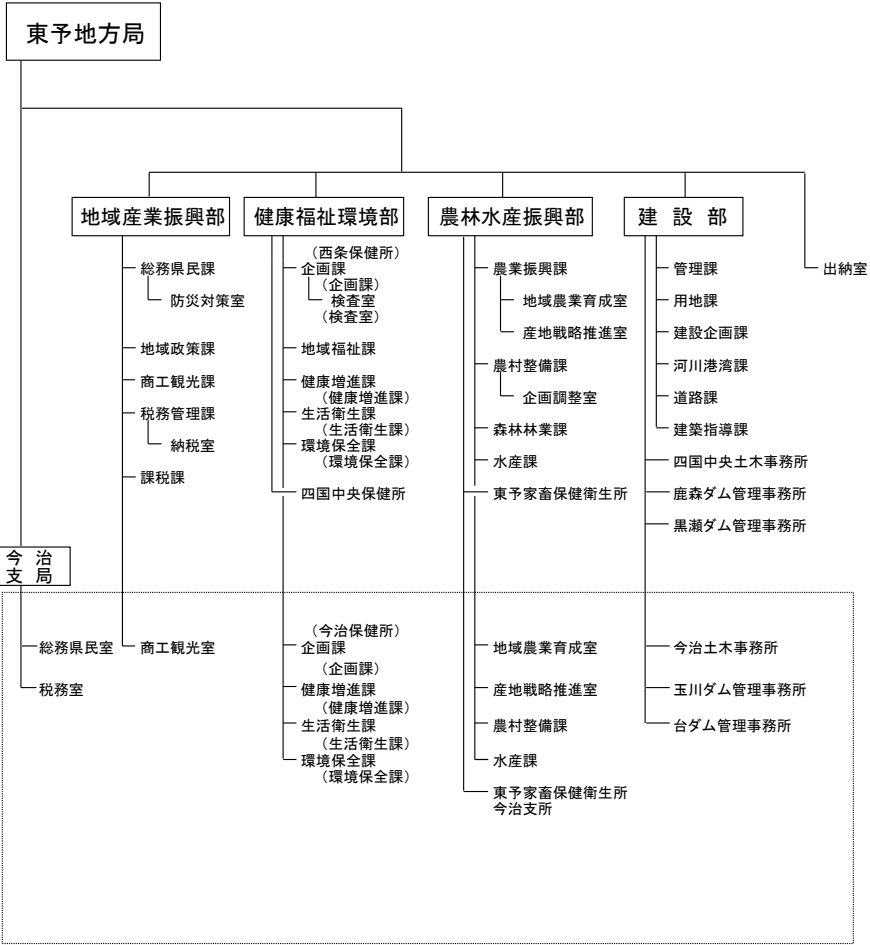 東予地方局
地域産業振興部
総務県民課
防災対策室
地域政策課
商工観光課
税務管理課
納税室
課税課
健康福祉環境部
（西条保健所）
企画課
（企画課）
検査室
（検査室）
地域福祉課
健康増進課
（健康増進課）
生活衛生課
（生活衛生課）
環境保全課
（環境保全課）
四国中央保健所
農林水産振興部
農業振興課
地域農業育成室
産地戦略推進室
農村整備課
企画調整室
森林林業課
水産課
東予家畜保健衛生所
建 設 部
管理課
用地課
建設企画課
河川港湾課
道路課
建築指導課
四国中央土木事務所
鹿森ダム管理事務所
黒瀬ダム管理事務所
出納室
今 治
支 局
総務県民室
税務室
商工観光室
（今治保健所）
企画課
（企画課）
健康増進課
（健康増進課）
生活衛生課
（生活衛生課）
環境保全課
（環境保全課）
地域農業育成室
産地戦略推進室
農村整備課
水産課
東予家畜保健衛生所
今治支所
今治土木事務所
玉川ダム管理事務所
台ダム管理事務所